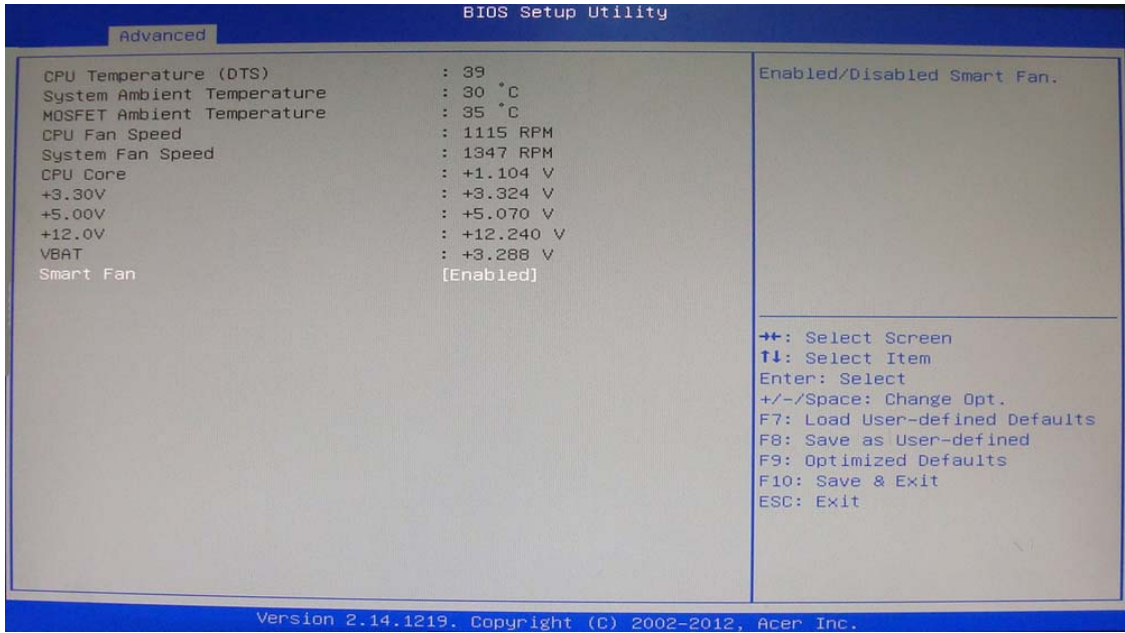 BIOS Setup Utility
Advanced
CPU Temperature (DTS) : 39
System Ambient Temperature : 30 °C
MOSFET Ambient Temperature : 35 °C
CPU Fan Speed : 1115 RPM
System Fan Speed : 1347 RPM
CPU Core : +1.104 V
+3.30V : +3.324 V
+5.00V : +5.070 V
+12.0V : +12.240 V
VBAT : +3.288 V
Smart Fan [Enabled]
Enabled/Disabled Smart Fan.
→←: Select Screen
↑↓: Select Item
Enter: Select
+/-/Space: Change Opt.
F7: Load User-defined Defaults
F8: Save as User-defined
F9: Optimized Defaults
F10: Save & Exit
ESC: Exit
Version 2.14.1219. Copyright (C) 2002-2012, Acer Inc.